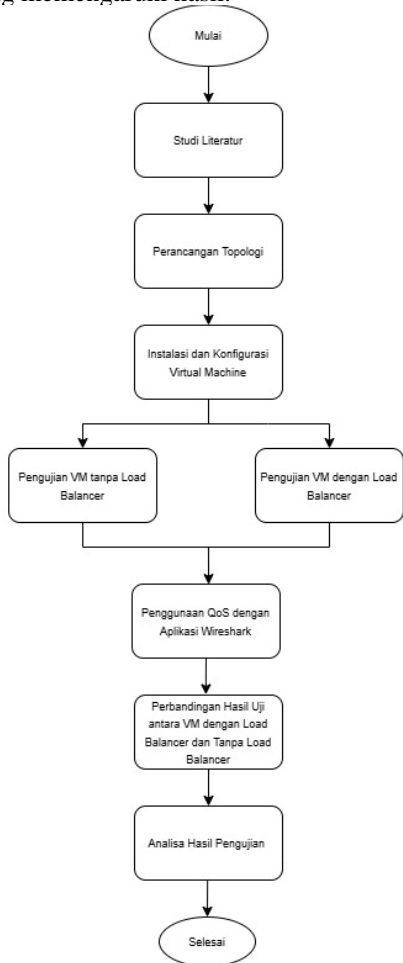 Mulai
Studi Literatur
Perancangan Topologi
Instalasi dan Konfigurasi
Virtual Machine
Pengujian VM tanpa Load
Balancer
Pengujian VM dengan Load
Balancer
Penggunaan QoS dengan
Aplikasi Wireshark
Perbandingan Hasil Uji
antara VM dengan Load
Balancer dan Tanpa Load
Balancer
Analisa Hasil Pengujian
Selesai